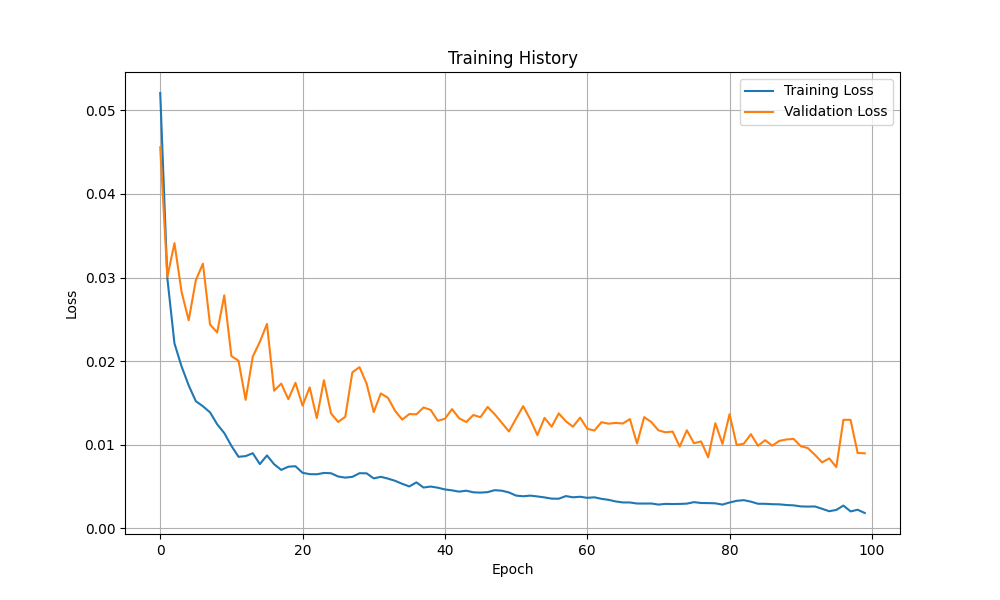 Training History
Training Loss
Validation Loss
0.05
0.04
0.03
0.02
0.01
0.00
Loss
0 20 40 60 80 100
Epoch